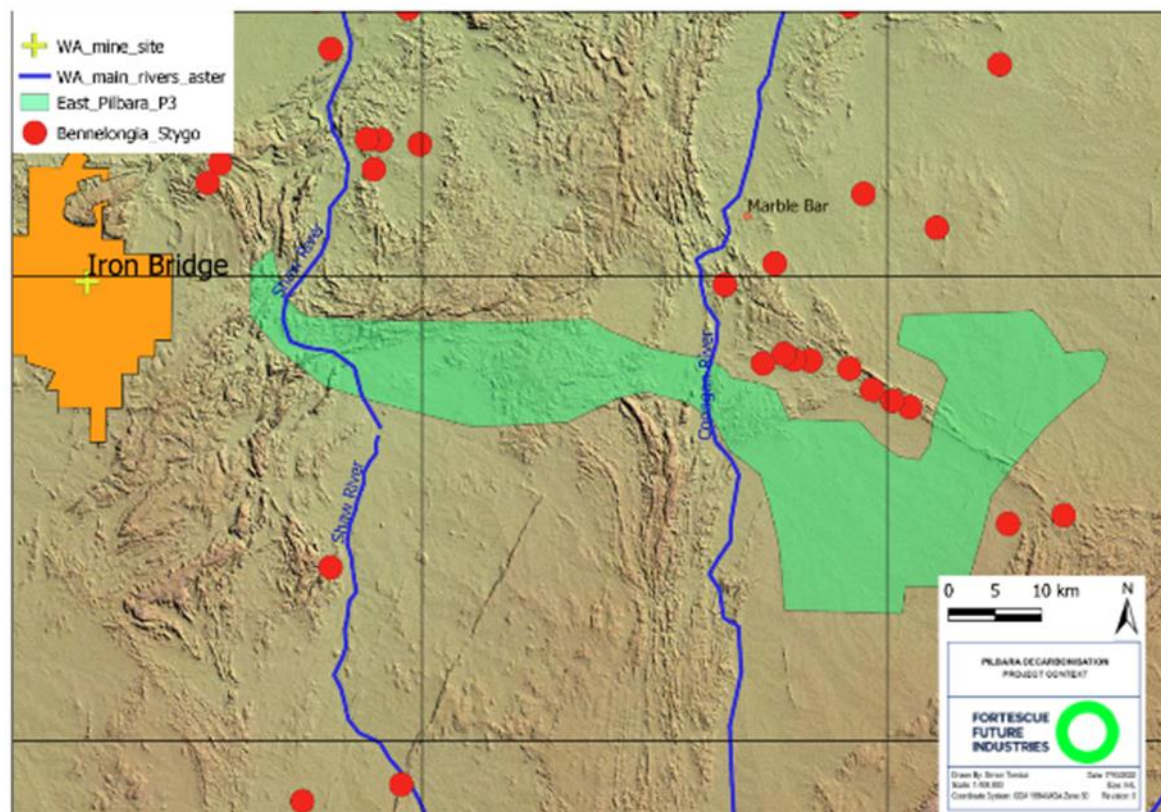 WA_mine_site
WA_main_rivers_aster
East_Pilbara_P3
Bennelongia_Stygo
Marble Bar
Shaw River
Iron Bridge
Coongan River
Shaw River
0 5 10 km
N
PILBARA DECARBONISATION
PROJECT CONTEXT
FORTESCUE
FUTURE
INDUSTRIES